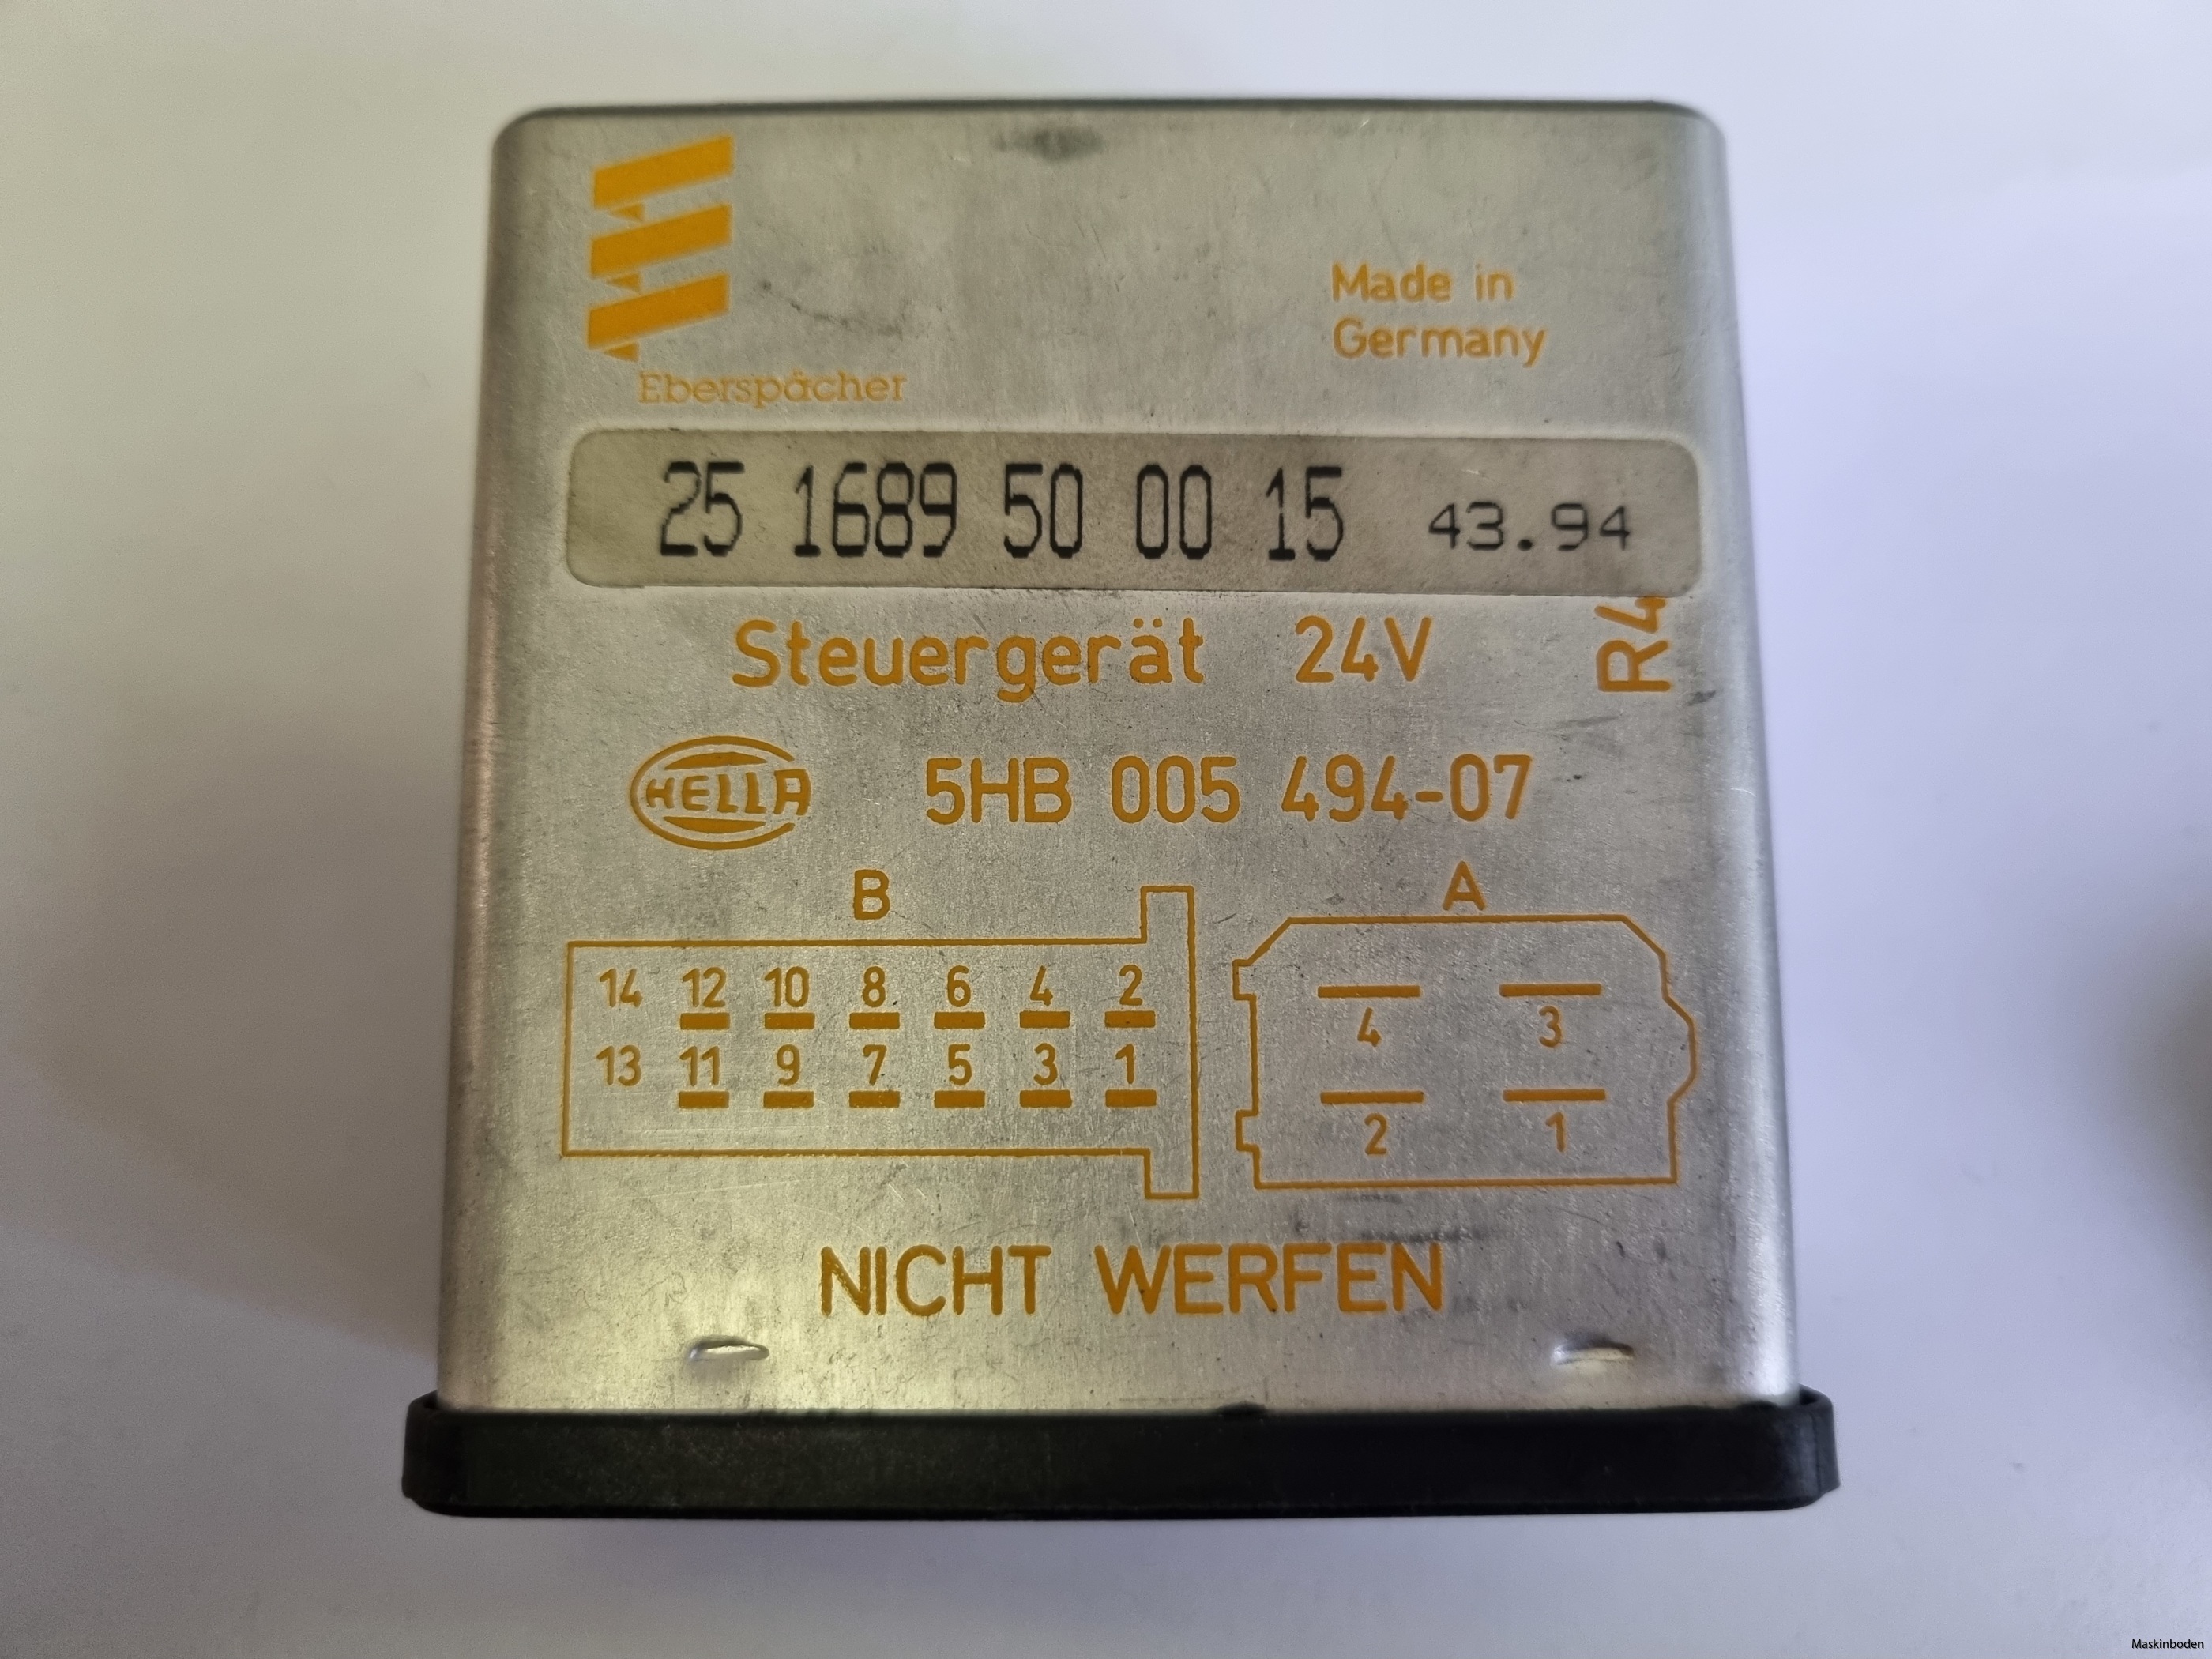 Made in
Germany
Eberspächer
25 1689 50 00 15 43.94
Steuergerät 24V
R4
HELLA 5HB 005 494-07
B A
14 12 10 8 6 4 2
13 11 9 7 5 3 1
4 3
2 1
NICHT WERFEN
Maskinboden